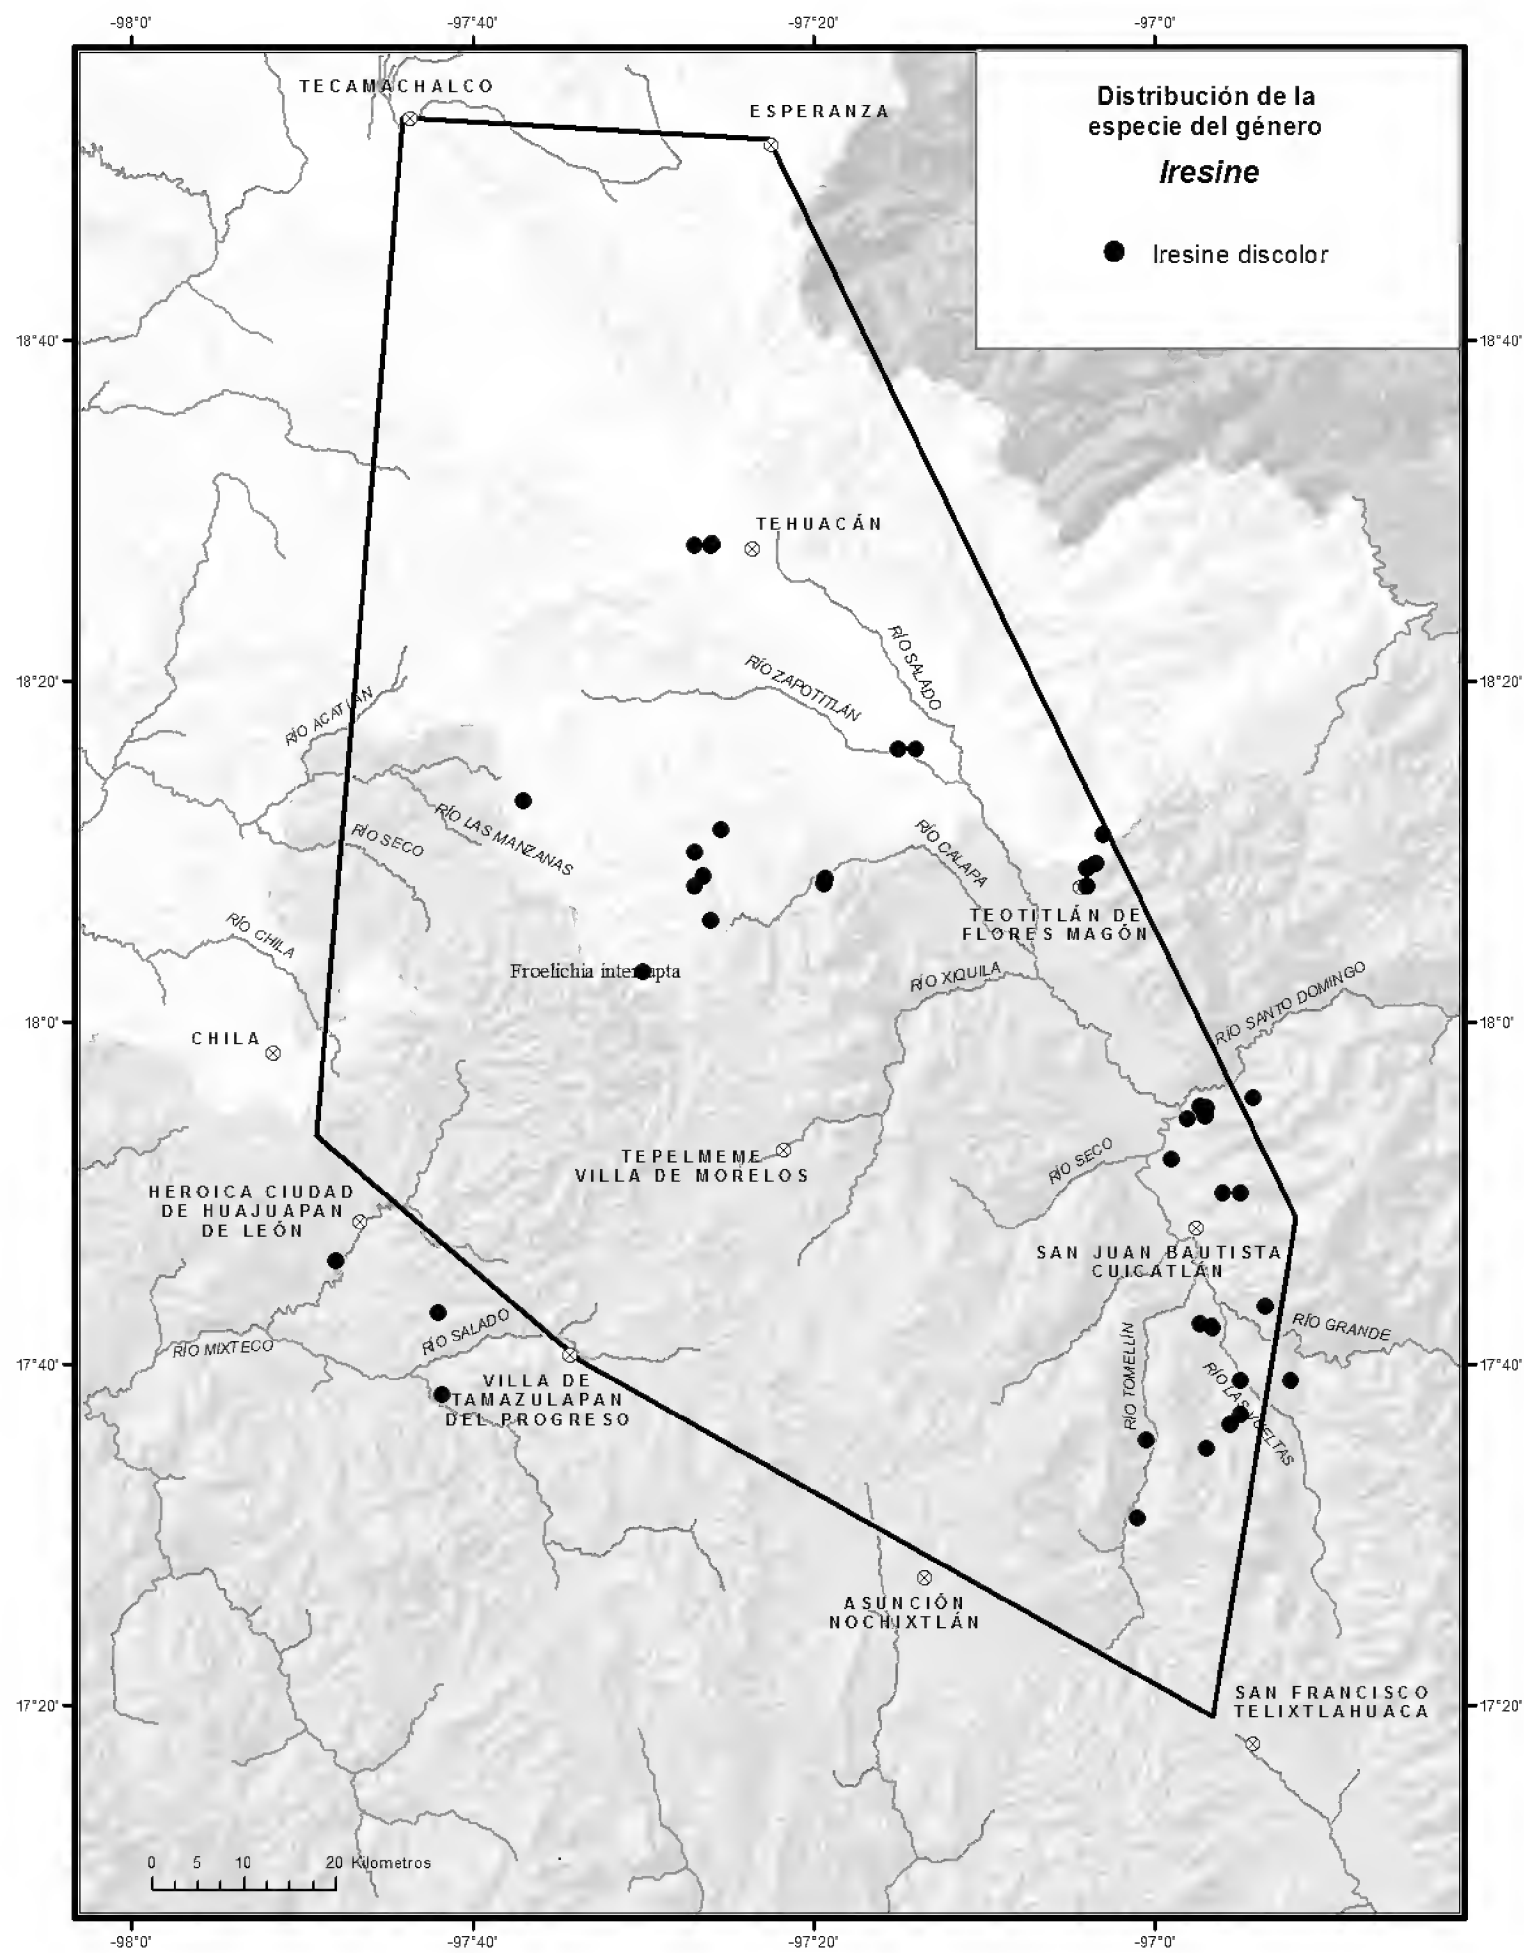 -98°0'
-97°40'
-97°20'
-97°0'
TECAMACHALCO
ESPERANZA
Distribución de la
especie del género
Iresine
Iresine discolor
18°40'
18°40'
TEHUACÁN
RÍO SALADO
RÍO ZAPOTITLÁN
18°20'
18°20'
RÍO ACATLAN
RÍO LAS MANZANAS
RÍO SECO
RÍO CALAPA
TEOTITLÁN DE
FLORES MAGÓN
RÍO CHILA
Froelichia interrupta
RÍO XIQUILA
RÍO SANTO DOMINGO
18°0'
18°0'
CHILA
TEPELMEME
VILLA DE MORELOS
RÍO SECO
HEROICA CIUDAD
DE HUAJUAPAN
DE LEÓN
SAN JUAN BAUTISTA
CUICATLÁN
RÍO SALADO
RÍO MIXTECO
RÍO GRANDE
17°40'
17°40'
RÍO TOMELLÍN
RÍO LAS VUELTAS
VILLA DE
TAMAZULAPAN
DEL PROGRESO
ASUNCIÓN
NOCHIXTLÁN
SAN FRANCISCO
TELIXTLAHUACA
17°20'
17°20'
0 5 10 20 Kilometros
-98°0'
-97°40'
-97°20'
-97°0'